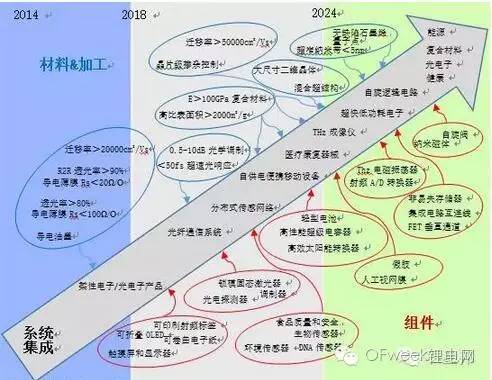 2014
2018
2024
材料&加工
迁移率>50000cm²/Vs
晶片级掺杂控制
无缺陷石墨烯
量子点
超窄纳米带<5nm
大尺寸二维晶体
混合超结构
能源
复合材料
光电子
健康
E>100GPa 复合材料
高比表面积>2000m²/g
自旋逻辑电路
超快低功耗电子
THz 成像仪
自旋阀
纳米磁体
迁移率>20000cm²/Vs
R2R 透光率>90%
导电薄膜 Rs<20Ω/□
透光率>80%
导电薄膜 Rs<100Ω/□
导电油墨
0.5-10dB 光学调制
<50fs 超速光响应
医疗康复器械
自供电便携移动设备
分布式传感网络
光纤通信系统
柔性电子/光电子产品
Thz 电磁振荡器
射频 A/D 转换器
非易失存储器
集成电路互连线
FET 垂直通道
轻型电池
高性能超级电容器
高效太阳能转换器
假肢
人工视网膜
锁模固态激光器
光电探测器
调制器
可印刷射频标签
可折叠 OLED
可卷曲电子纸
触摸屏和显示器
食品质量和安全
生物传感器
环境传感器
DNA 传感器
系统
集成
组件
OFweek锂电网